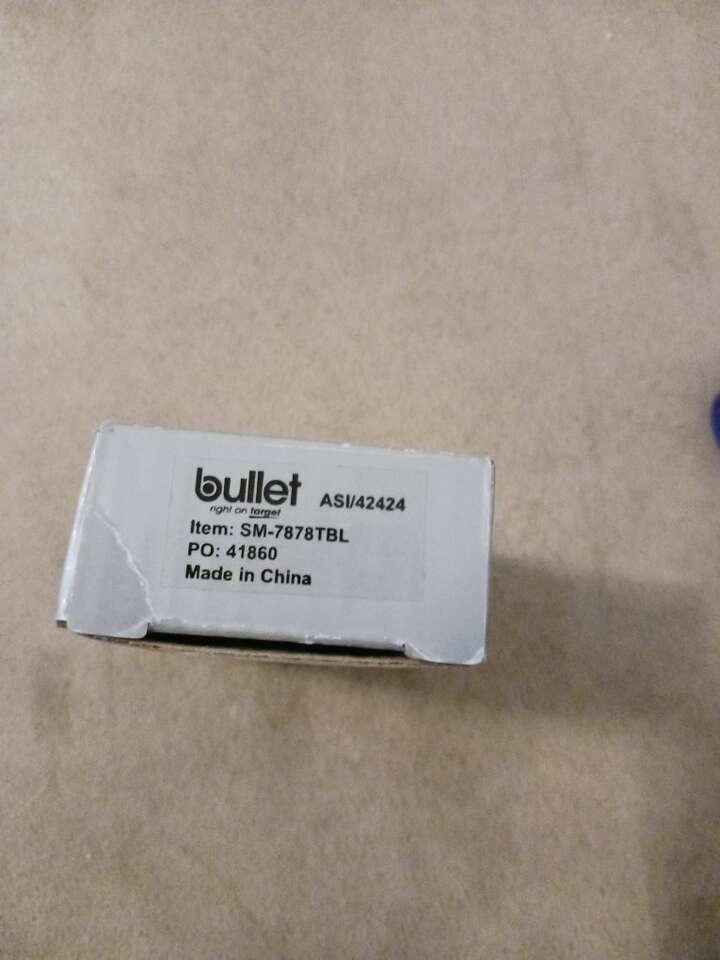 bullet ASI/42424
right on target
Item: SM-7878TBL
PO: 41860
Made in China